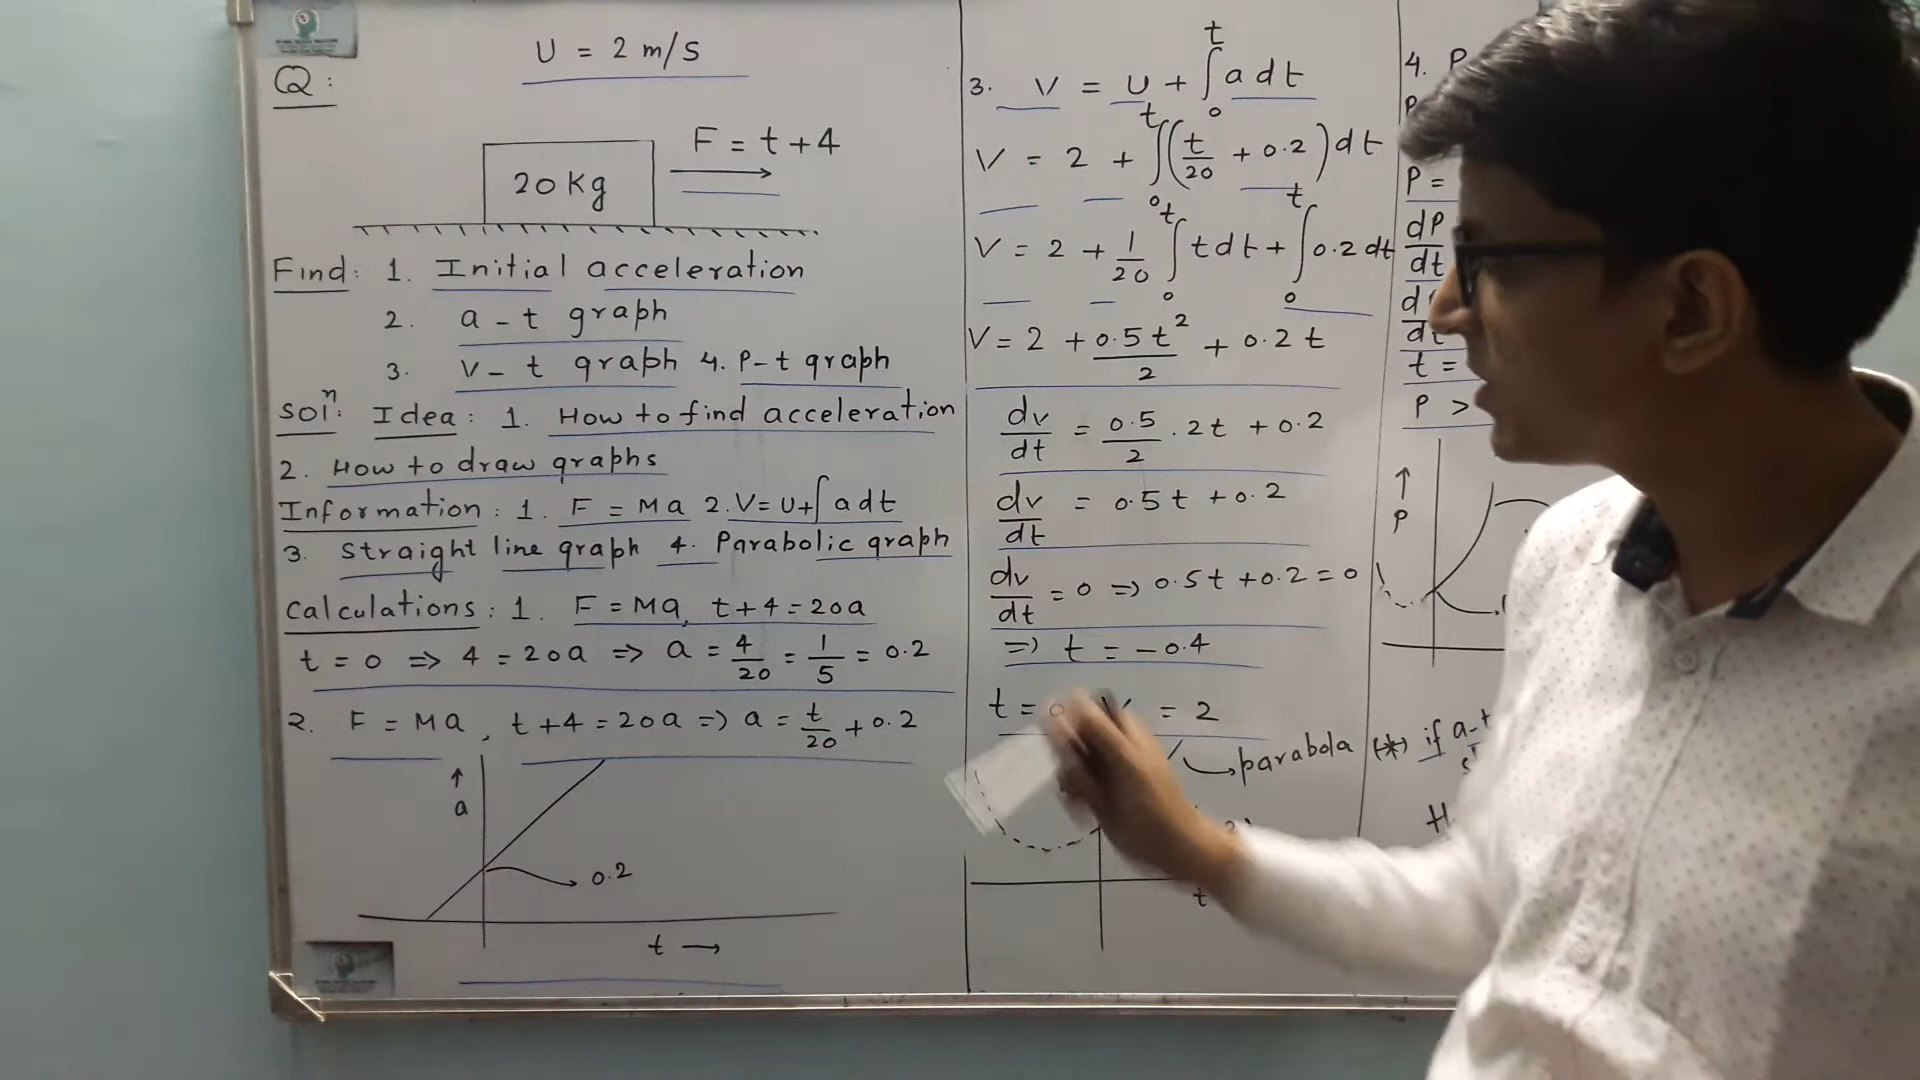 U = 2 m/s
Q:
F = t+4
20 Kg
Find: 1. Initial acceleration
2. a - t graph
3. V - t graph 4. P - t graph
Solⁿ: Idea: 1. How to find acceleration
2. How to draw graphs
Information: 1. F = Ma 2. V = U+∫a dt
3. Straight line graph 4. Parabolic graph
Calculations: 1. F = Ma, t+4 = 20a
t = 0 => 4 = 20a => a = 4/20 = 1/5 = 0.2
2. F = Ma, t+4 = 20a => a = t/20 + 0.2
↑
a
0.2
t →
3. V = U + ∫₀ᵗ a dt
V = 2 + ∫₀ᵗ (t/20 + 0.2) dt
V = 2 + 1/20 ∫₀ᵗ t dt + ∫₀ᵗ 0.2 dt
V = 2 + 0.5t²/2 + 0.2t
dv/dt = 0.5/2 . 2t + 0.2
dv/dt = 0.5t + 0.2
dv/dt = 0 => 0.5t + 0.2 = 0
=> t = -0.4
t = 0 V = 2
parabola (*) if a-t
t
4. P
P =
dP/dt
t =
P >
↑
P